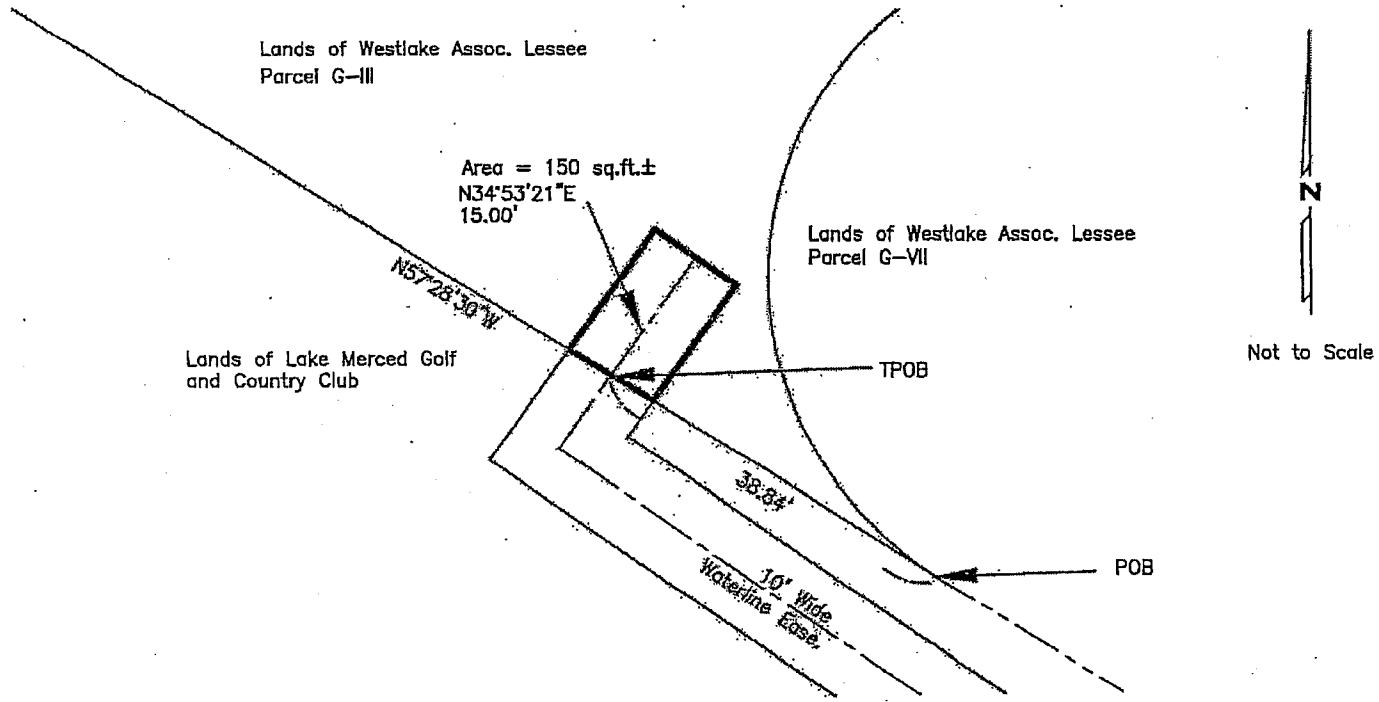 Lands of Westlake Assoc. Lessee
Parcel G-III
Area = 150 sq.ft.±
N34°53'21"E
15.00'
N
Lands of Westlake Assoc. Lessee
Parcel G-VII
N57°28'30"W
Not to Scale
Lands of Lake Merced Golf
and Country Club
TPOB
38.84'
POB
10' Wide
Waterline Ease.